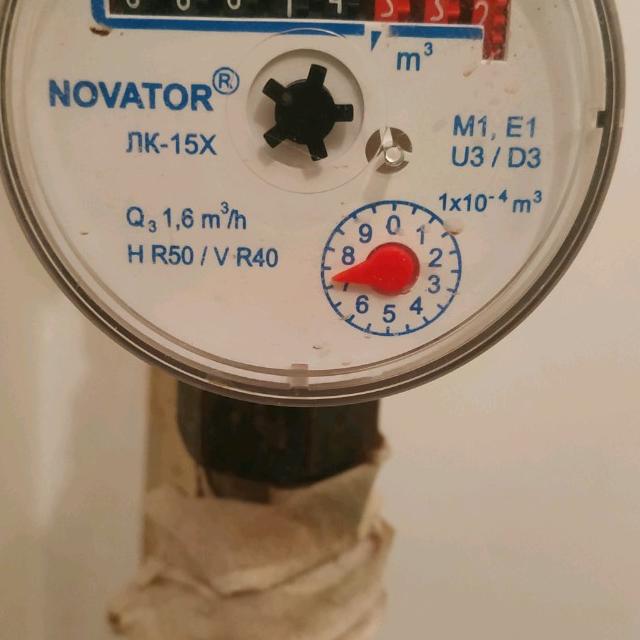 m³
NOVATOR®
ЛК-15Х
M1, E1
U3 / D3
Q₃ 1,6 m³/h
H R50 / V R40
1x10⁻⁴ m³
0
1
2
3
4
5
6
7
8
9